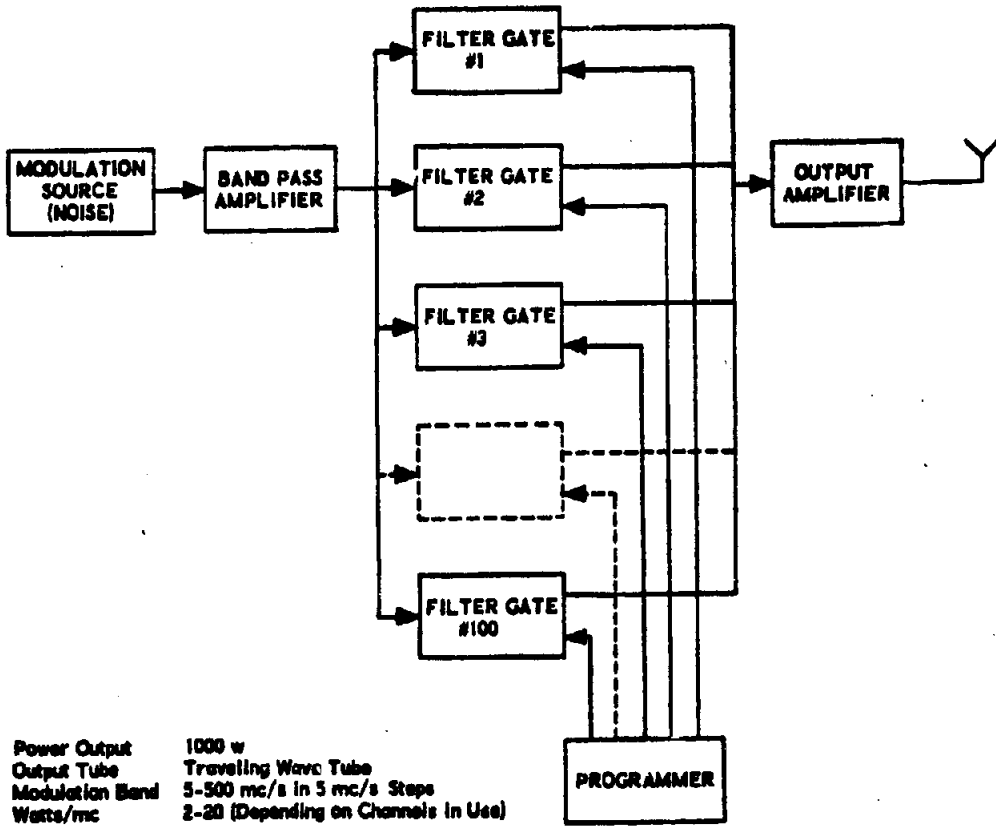 FILTER GATE
#1
MODULATION
SOURCE
(NOISE)
BAND PASS
AMPLIFIER
FILTER GATE
#2
OUTPUT
AMPLIFIER
FILTER GATE
#3
FILTER GATE
#100
PROGRAMMER
Power Output 1000 w
Output Tube Traveling Wave Tube
Modulation Band 5-500 mc/s in 5 mc/s Steps
Watts/mc 2-20 (Depending on Channels in Use)